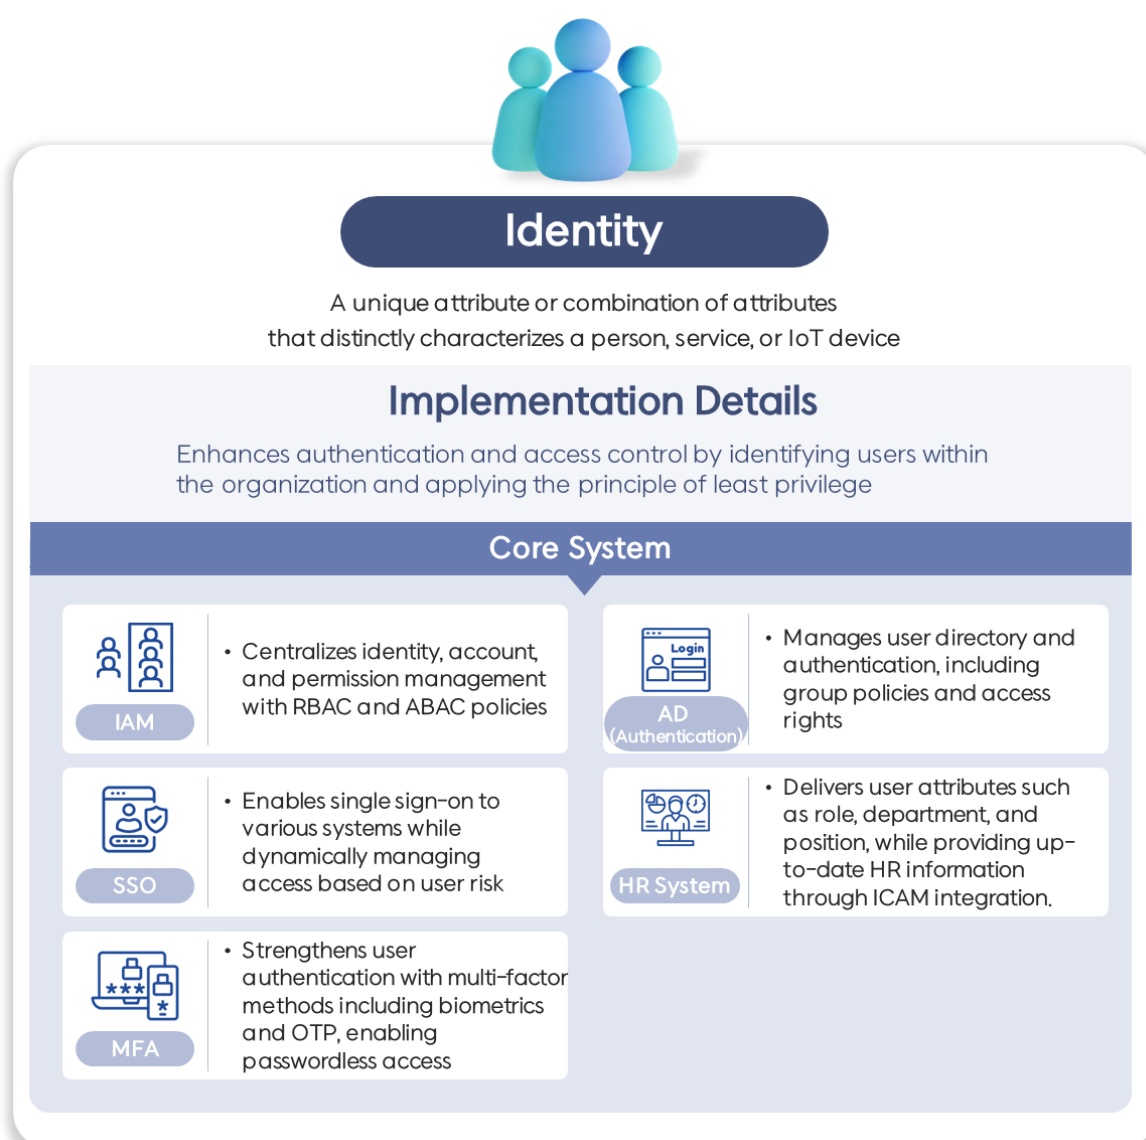 Identity
A unique attribute or combination of attributes
that distinctly characterizes a person, service, or IoT device
Implementation Details
Enhances authentication and access control by identifying users within
the organization and applying the principle of least privilege
Core System
IAM
• Centralizes identity, account,
and permission management
with RBAC and ABAC policies
Login
AD
(Authentication)
• Manages user directory and
authentication, including
group policies and access
rights
SSO
• Enables single sign-on to
various systems while
dynamically managing
access based on user risk
HR System
• Delivers user attributes such
as role, department, and
position, while providing up-
to-date HR information
through ICAM integration.
MFA
• Strengthens user
authentication with multi-factor
methods including biometrics
and OTP, enabling
passwordless access